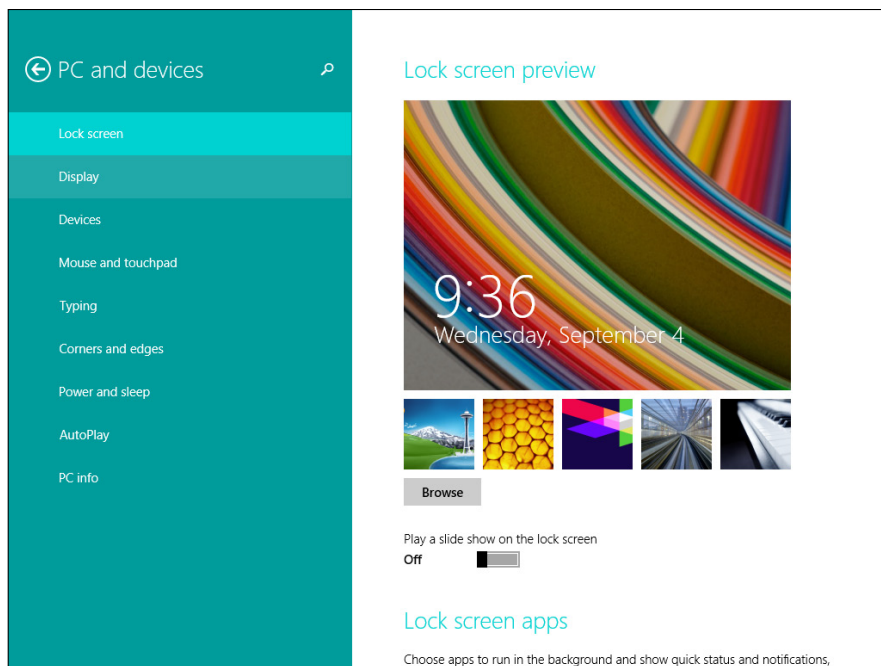 PC and devices
Lock screen
Display
Devices
Mouse and touchpad
Typing
Corners and edges
Power and sleep
AutoPlay
PC info
Lock screen preview
9:36
Wednesday, September 4
Browse
Play a slide show on the lock screen
Off
Lock screen apps
Choose apps to run in the background and show quick status and notifications,